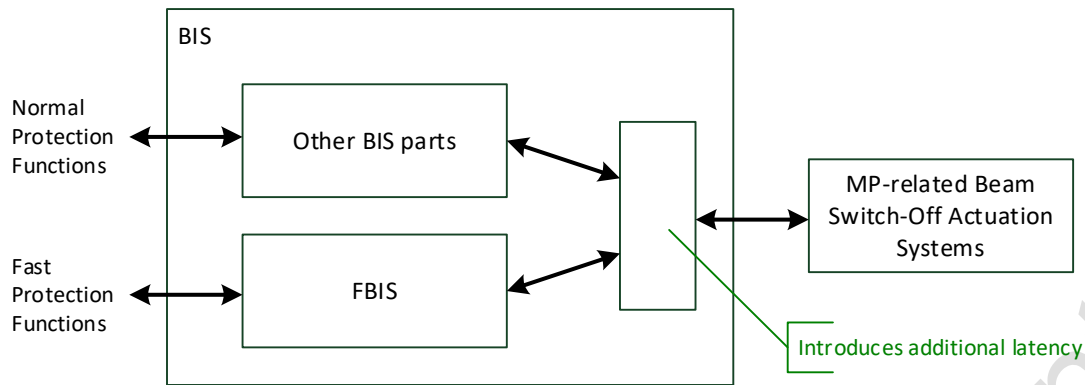 BIS
Normal
Protection
Functions
Other BIS parts
MP-related Beam
Switch-Off Actuation
Systems
Fast
Protection
Functions
FBIS
Introduces additional latency